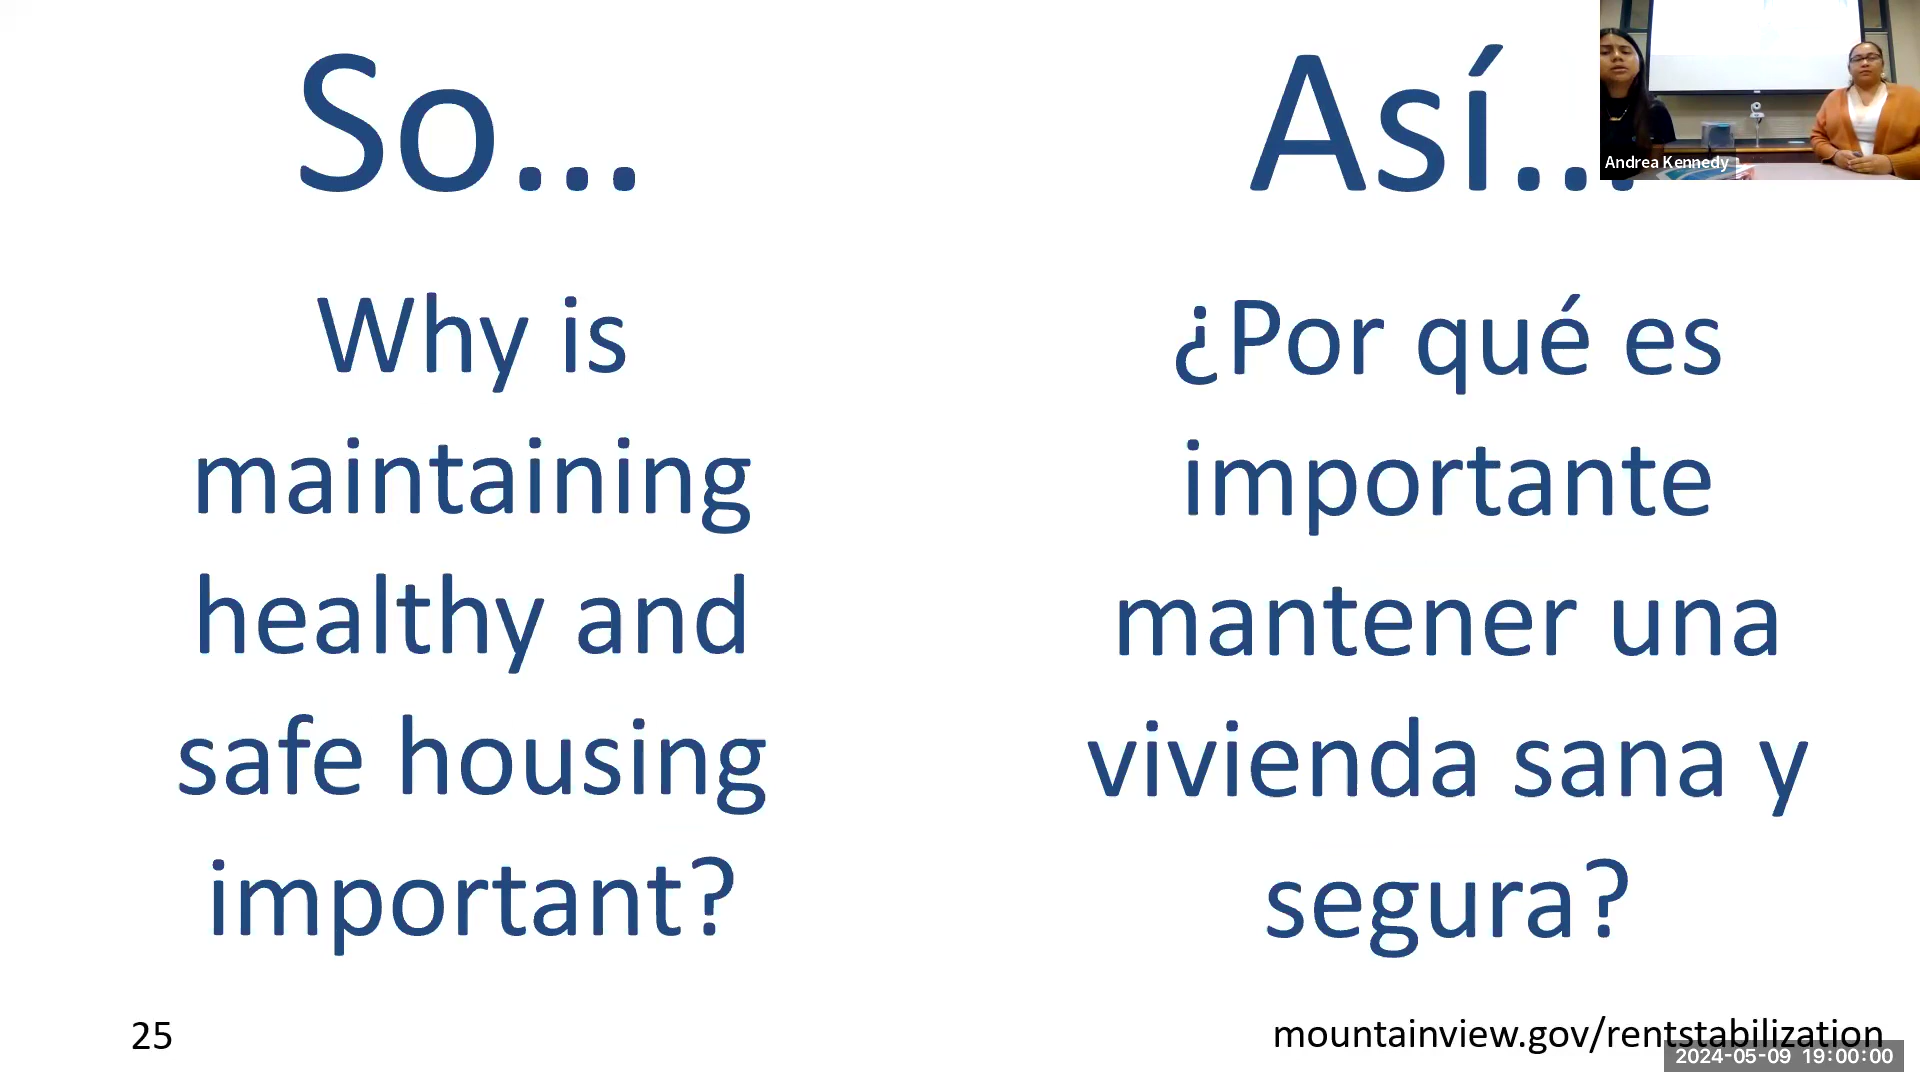 So...
Why is
maintaining
healthy and
safe housing
important?
Así...
¿Por qué es
importante
mantener una
vivienda sana y
segura?
Andrea Kennedy
25
mountainview.gov/rentstabilization
2024-05-09 19:00:00